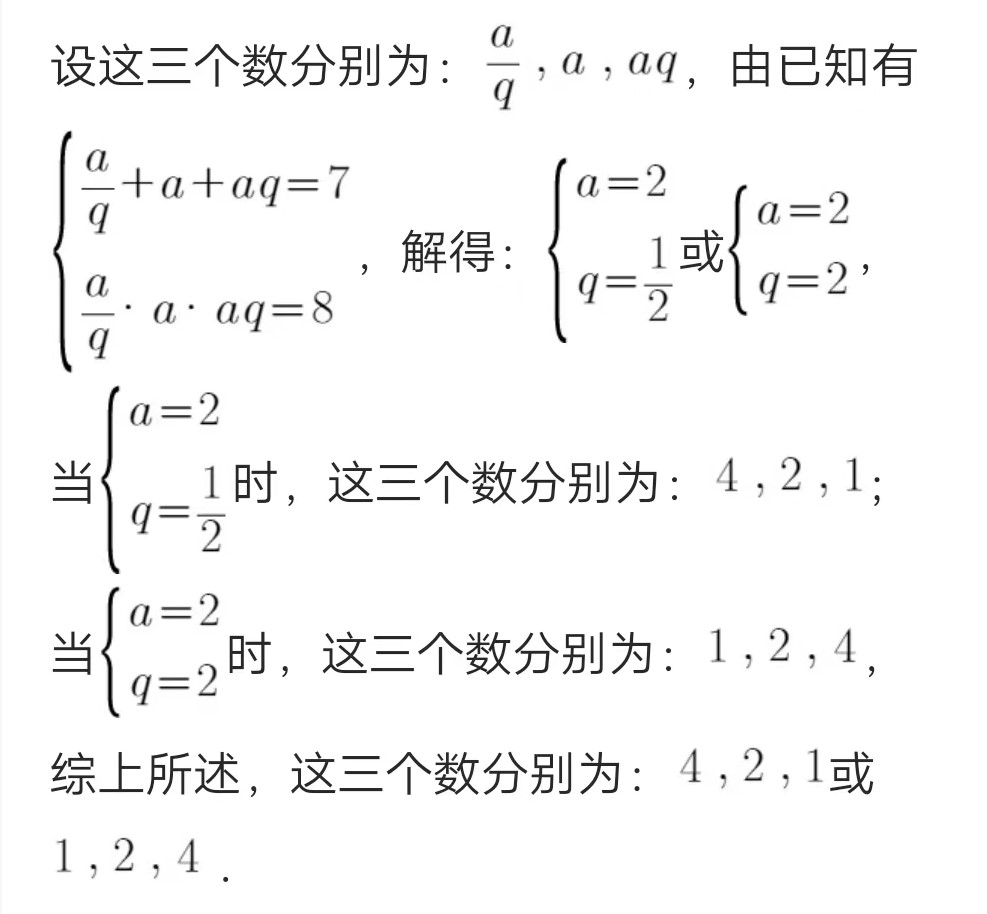 设这三个数分别为：$\frac{a}{q}$，$a$，$aq$，由已知有
$\begin{cases} \frac{a}{q}+a+aq=7 \\ \frac{a}{q}\cdot a\cdot aq=8 \end{cases}$，解得：$\begin{cases} a=2 \\ q=\frac{1}{2} \end{cases}$或$\begin{cases} a=2 \\ q=2 \end{cases}$，
当$\begin{cases} a=2 \\ q=\frac{1}{2} \end{cases}$时，这三个数分别为：4，2，1；
当$\begin{cases} a=2 \\ q=2 \end{cases}$时，这三个数分别为：1，2，4，
综上所述，这三个数分别为：4，2，1或
1，2，4．